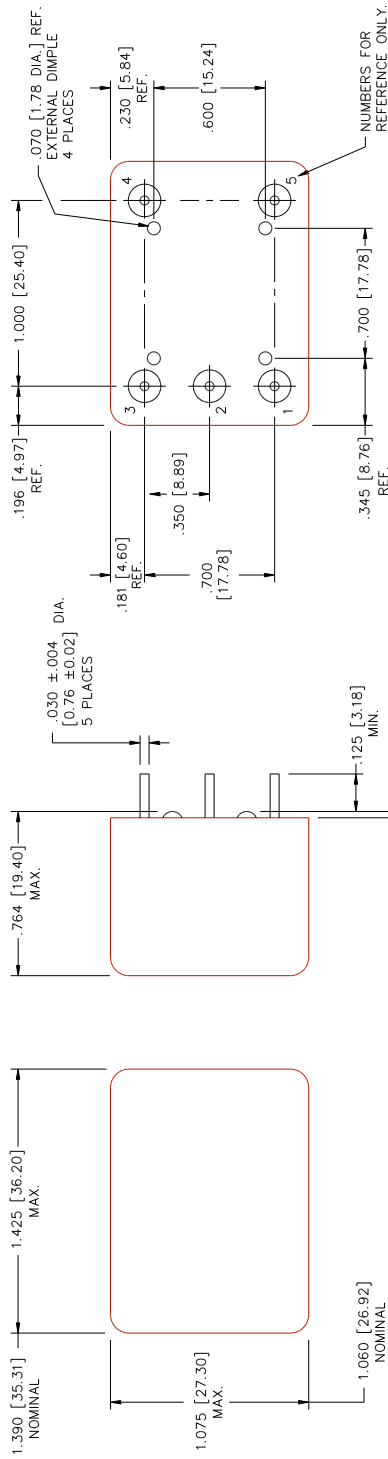 1.390 [35.31]
NOMINAL
1.425 [36.20]
MAX.
1.075 [27.30]
MAX.
1.060 [26.92]
NOMINAL
.764 [19.40]
MAX.
.030 ±.004 DIA.
[0.76 ±0.02]
5 PLACES
.125 [3.18]
MIN.
.196 [4.97]
REF.
1.000 [25.40]
.070 [1.78 DIA.] REF.
EXTERNAL DIMPLE
4 PLACES
.181 [4.60]
REF.
.350 [8.89]
.700
[17.78]
3
2
1
4
5
.230 [5.84]
REF.
.600 [15.24]
.345 [8.76]
REF.
.700 [17.78]
NUMBERS FOR
REFERENCE ONLY.